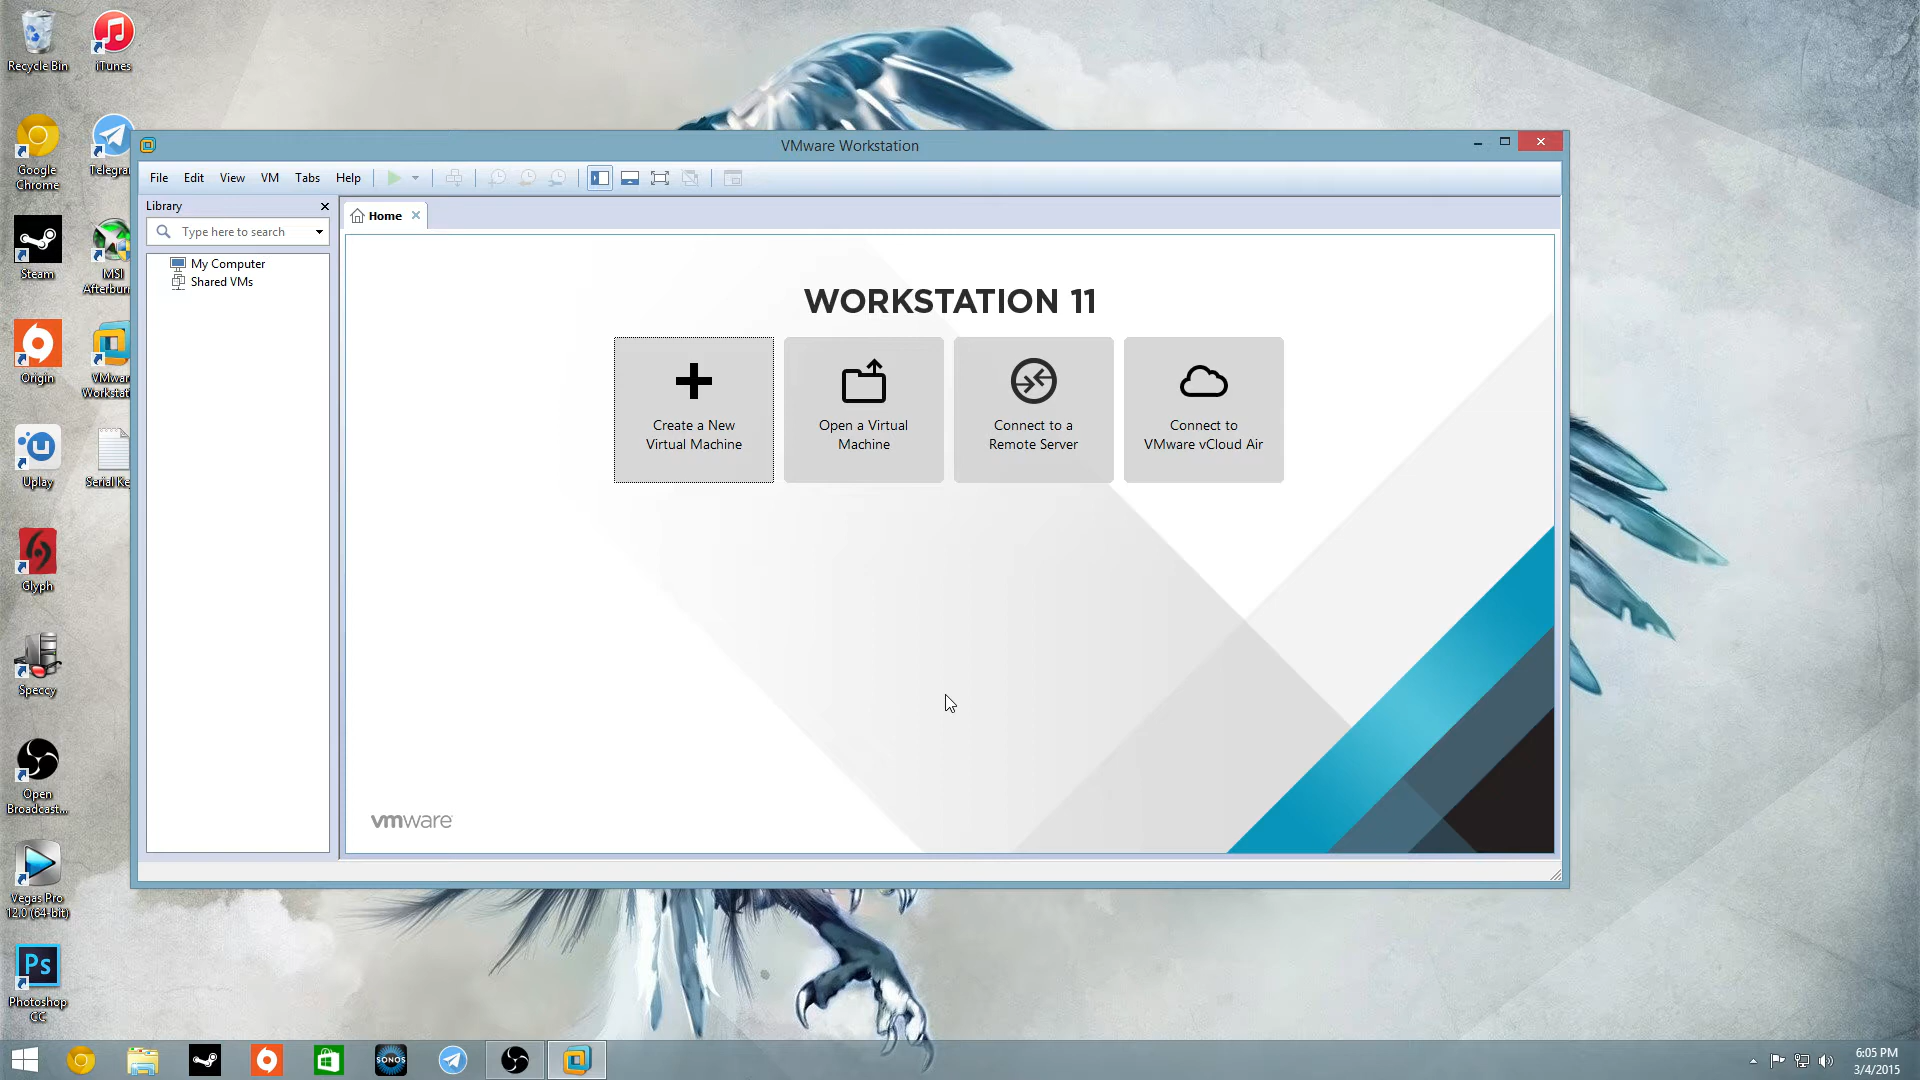 Recycle Bin
iTunes
Google
Chrome
Telegram
Steam
MSI
Afterburn
Origin
VMwar
Workstat
Uplay
Serial Ke
Glyph
Speccy
Open
Broadcast...
Vegas Pro
12.0 (64-bit)
Ps
Photoshop
CC
VMware Workstation
File Edit View VM Tabs Help
Library
Type here to search
My Computer
Shared VMs
Home
WORKSTATION 11
Create a New
Virtual Machine
Open a Virtual
Machine
Connect to a
Remote Server
Connect to
VMware vCloud Air
vmware
SONOS
6:05 PM
3/4/2015